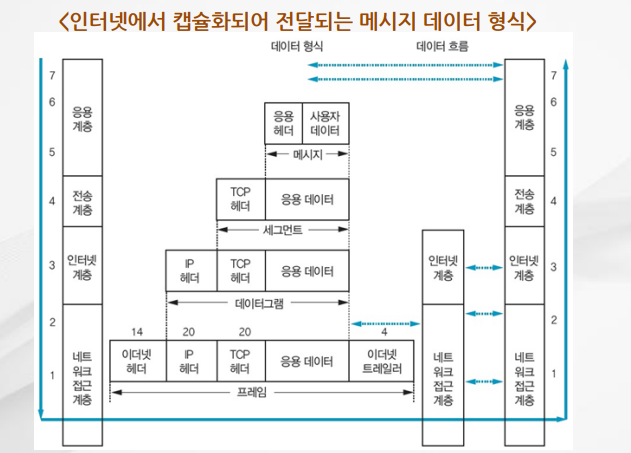 <인터넷에서 캡슐화되어 전달되는 메시지 데이터 형식>
데이터 형식
데이터 흐름
7
6
5
4
3
2
1
응용
계층
전송
계층
인터넷
계층
네트
워크
접근
계층
응용
헤더
사용자
데이터
메시지
TCP
헤더
응용 데이터
세그먼트
IP
헤더
TCP
헤더
응용 데이터
데이터그램
14
20
20
4
이더넷
헤더
IP
헤더
TCP
헤더
응용 데이터
이더넷
트레일러
프레임
인터넷
계층
네트
워크
접근
계층
응용
계층
전송
계층
인터넷
계층
네트
워크
접근
계층
7
6
5
4
3
2
1